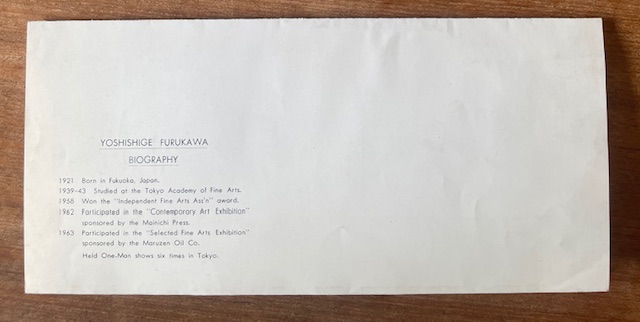 YOSHISHIGE FURUKAWA
BIOGRAPHY
1921 Born in Fukuoka, Japan.
1939-43 Studied at the Tokyo Academy of Fine Arts.
1958 Won the "Independent Fine Arts Ass'n" award.
1962 Participated in the "Contemporary Art Exhibition"
sponsored by the Mainichi Press.
1963 Participated in the "Selected Fine Arts Exhibition"
sponsored by the Maruzen Oil Co.
Held One-Man shows six times in Tokyo.